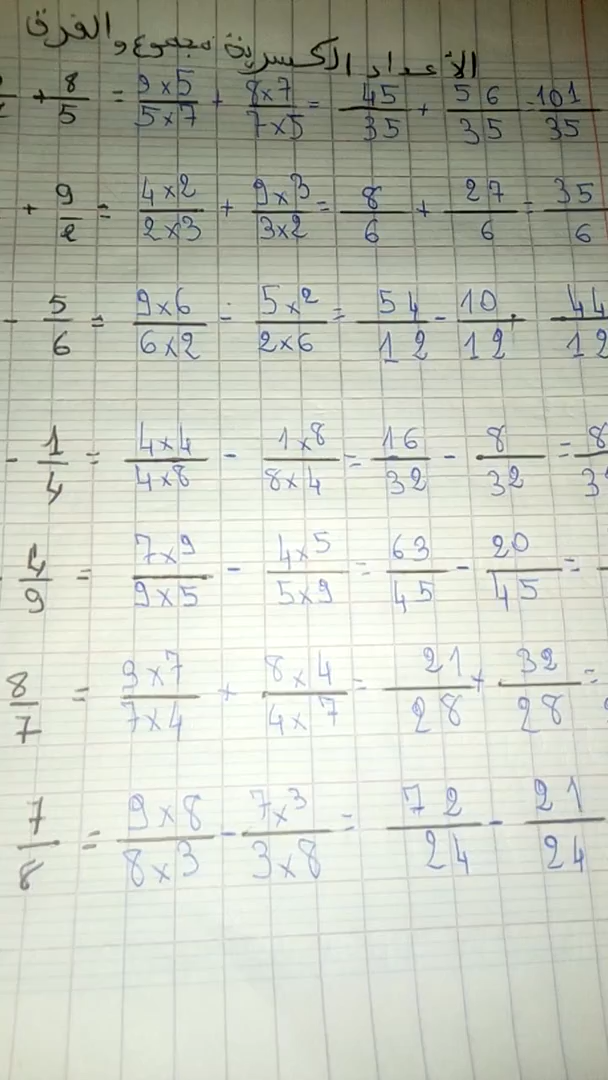 الأعداد الكسرية مجموع والفرق
+ 8/5 = 9×5/5×7 + 8×7/7×5 = 45/35 + 56/35 = 101/35
+ 9/2 = 4×2/2×3 + 9×3/3×2 = 8/6 + 27/6 = 35/6
- 5/6 = 9×6/6×2 - 5×2/2×6 = 54/12 - 10/12 44/12
- 1/4 = 4×4/4×8 - 1×8/8×4 = 16/32 - 8/32 = 8/3
4/9 = 7×9/9×5 - 4×5/5×9 = 63/45 - 20/45 =
8/7 = 3×7/7×4 + 8×4/4×7 = 21/28 + 32/28 =
7/8 = 9×8/8×3 - 7×3/3×8 = 72/24 - 21/24